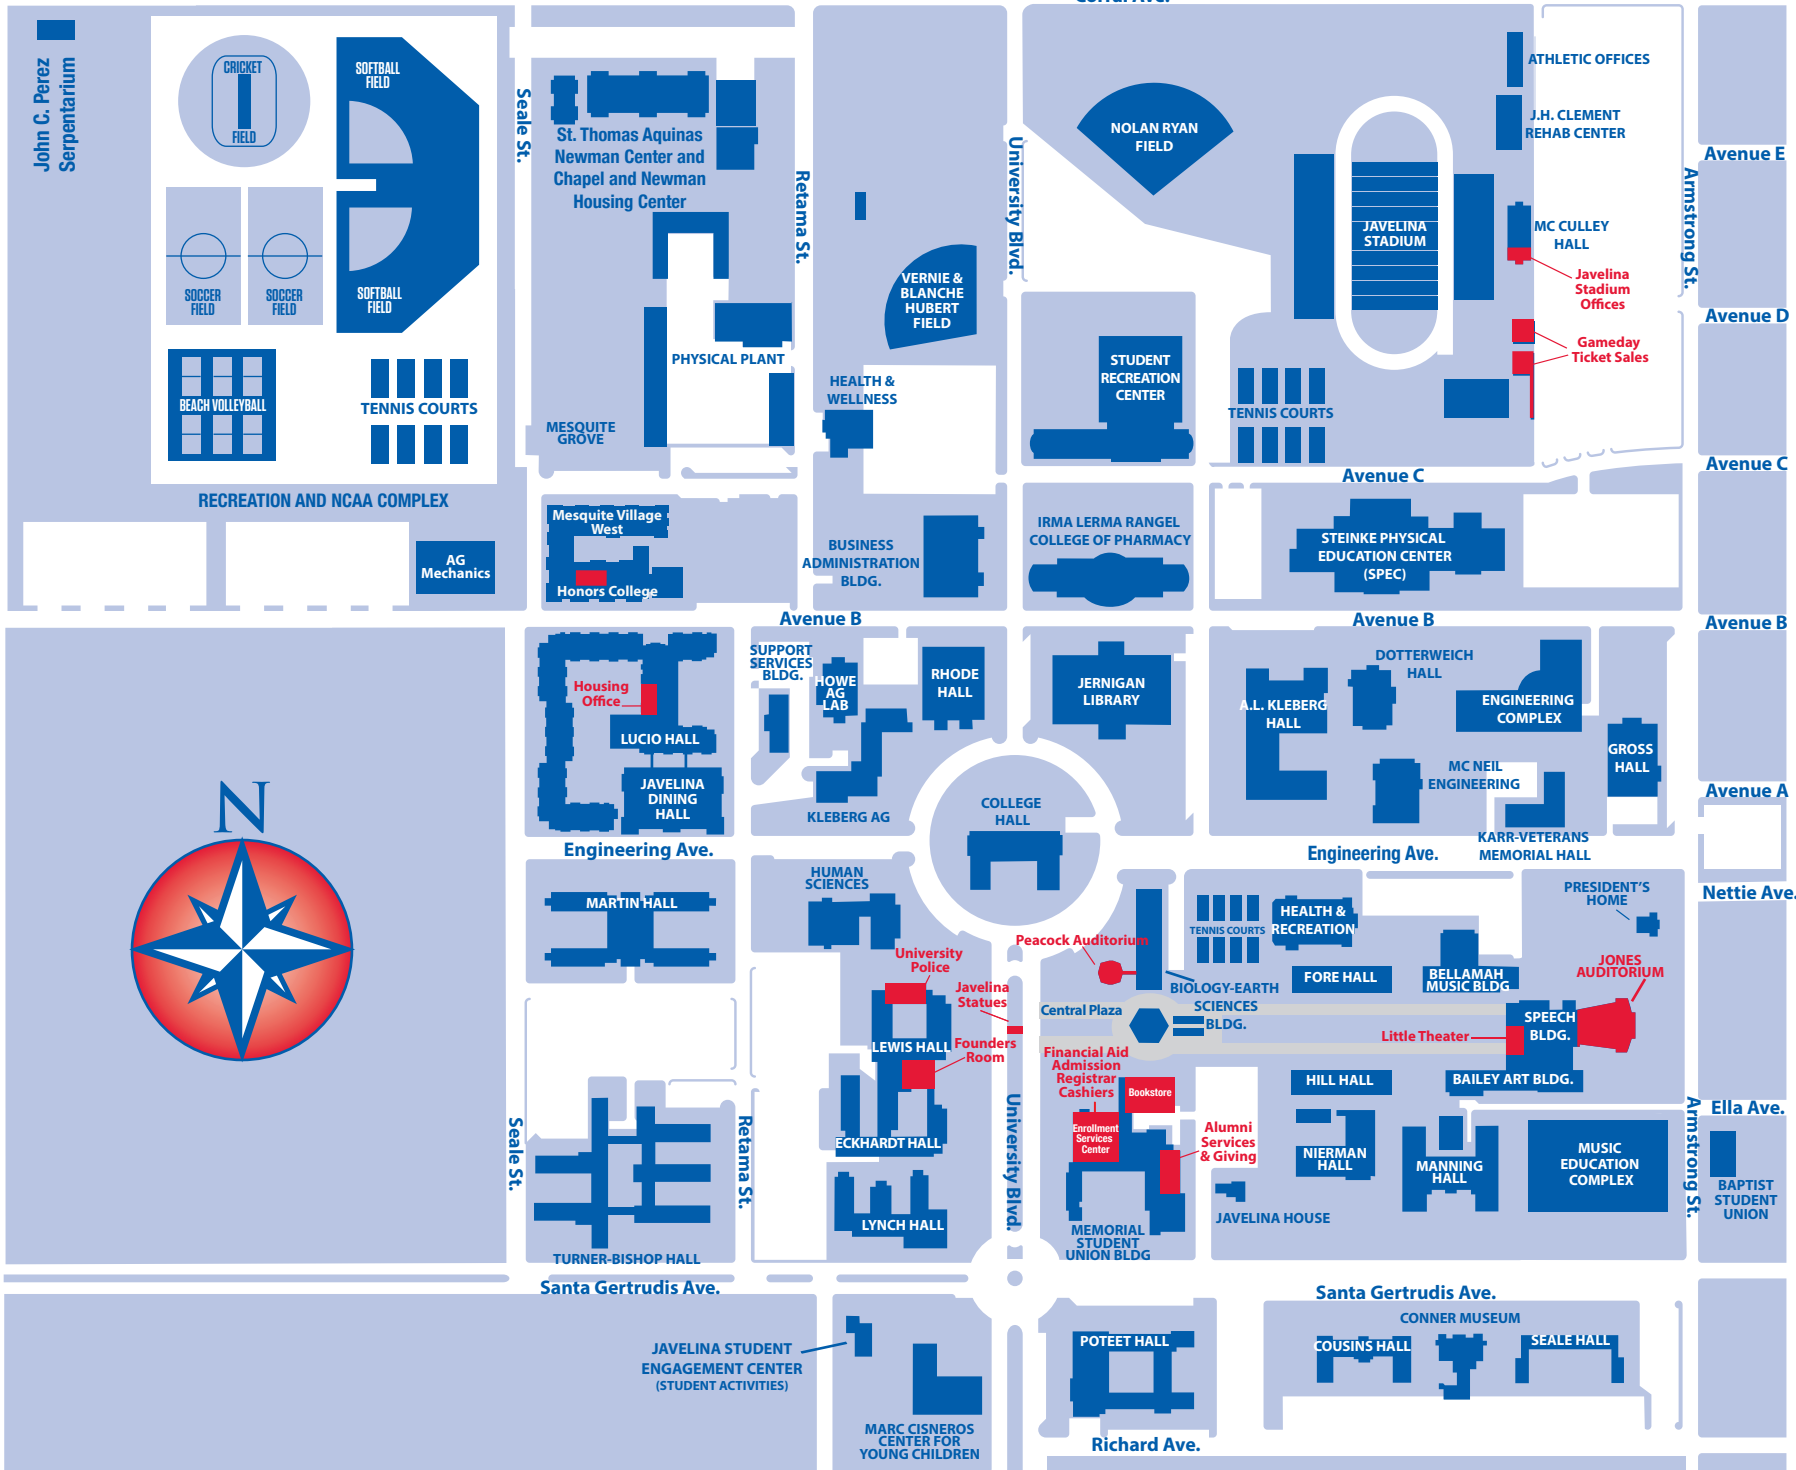 Corral Ave.
John C. Perez
Serpentarium
CRICKET
FIELD
SOFTBALL
FIELD
SOCCER
FIELD
SOCCER
FIELD
SOFTBALL
FIELD
BEACH VOLLEYBALL
TENNIS COURTS
RECREATION AND NCAA COMPLEX
AG
Mechanics
Seale St.
St. Thomas Aquinas
Newman Center and
Chapel and Newman
Housing Center
Retama St.
PHYSICAL PLANT
MESQUITE
GROVE
VERNIE &
BLANCHE
HUBERT
FIELD
HEALTH &
WELLNESS
University Blvd.
NOLAN RYAN
FIELD
STUDENT
RECREATION
CENTER
TENNIS COURTS
JAVELINA
STADIUM
ATHLETIC OFFICES
J.H. CLEMENT
REHAB CENTER
MC CULLEY
HALL
Javelina
Stadium
Offices
Gameday
Ticket Sales
Armstrong St.
Avenue E
Avenue D
Avenue C
Avenue C
Mesquite Village
West
Honors College
BUSINESS
ADMINISTRATION
BLDG.
IRMA LERMA RANGEL
COLLEGE OF PHARMACY
STEINKE PHYSICAL
EDUCATION CENTER
(SPEC)
Avenue B
Avenue B
Avenue B
Housing
Office
LUCIO HALL
JAVELINA
DINING
HALL
SUPPORT
SERVICES
BLDG.
HOWE
AG
LAB
RHODE
HALL
KLEBERG AG
JERNIGAN
LIBRARY
COLLEGE
HALL
A.L. KLEBERG
HALL
DOTTERWEICH
HALL
ENGINEERING
COMPLEX
MC NEIL
ENGINEERING
GROSS
HALL
KARR-VETERANS
MEMORIAL HALL
Avenue A
N
Engineering Ave.
Engineering Ave.
Nettie Ave.
MARTIN HALL
HUMAN
SCIENCES
University
Police
Javelina
Statues
LEWIS HALL
Founders
Room
ECKHARDT HALL
LYNCH HALL
Peacock Auditorium
BIOLOGY-EARTH
SCIENCES
BLDG.
Central Plaza
TENNIS COURTS
HEALTH &
RECREATION
FORE HALL
BELLAMAH
MUSIC BLDG
PRESIDENT'S
HOME
JONES
AUDITORIUM
SPEECH
BLDG.
Little Theater
HILL HALL
BAILEY ART BLDG.
Financial Aid
Admission
Registrar
Cashiers
Bookstore
Enrollment
Services
Center
Alumni
Services
& Giving
MEMORIAL
STUDENT
UNION BLDG
JAVELINA HOUSE
NIERMAN
HALL
MANNING
HALL
MUSIC
EDUCATION
COMPLEX
Ella Ave.
Armstrong St.
BAPTIST
STUDENT
UNION
Seale St.
TURNER-BISHOP HALL
Retama St.
University Blvd.
Santa Gertrudis Ave.
Santa Gertrudis Ave.
JAVELINA STUDENT
ENGAGEMENT CENTER
(STUDENT ACTIVITIES)
MARC CISNEROS
CENTER FOR
YOUNG CHILDREN
POTEET HALL
CONNER MUSEUM
COUSINS HALL
SEALE HALL
Richard Ave.